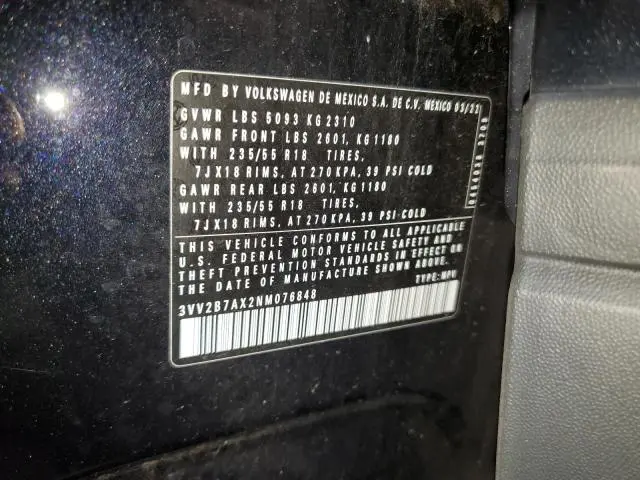 MFD BY VOLKSWAGEN DE MEXICO S.A. DE C.V. MEXICO 03/22
GVWR LBS 5093 KG 2310
GAWR FRONT LBS 2601, KG 1180
WITH 235/55 R18 TIRES,
7JX18 RIMS, AT 270 KPA, 39 PSI COLD
GAWR REAR LBS 2601, KG 1180
WITH 235/55 R18 TIRES,
7JX18 RIMS, AT 270 KPA, 39 PSI COLD
THIS VEHICLE CONFORMS TO ALL APPLICABLE
U.S. FEDERAL MOTOR VEHICLE SAFETY AND
THEFT PREVENTION STANDARDS IN EFFECT ON
THE DATE OF MANUFACTURE SHOWN ABOVE
TYPE: MPV
3VV2B7AX2NM076848